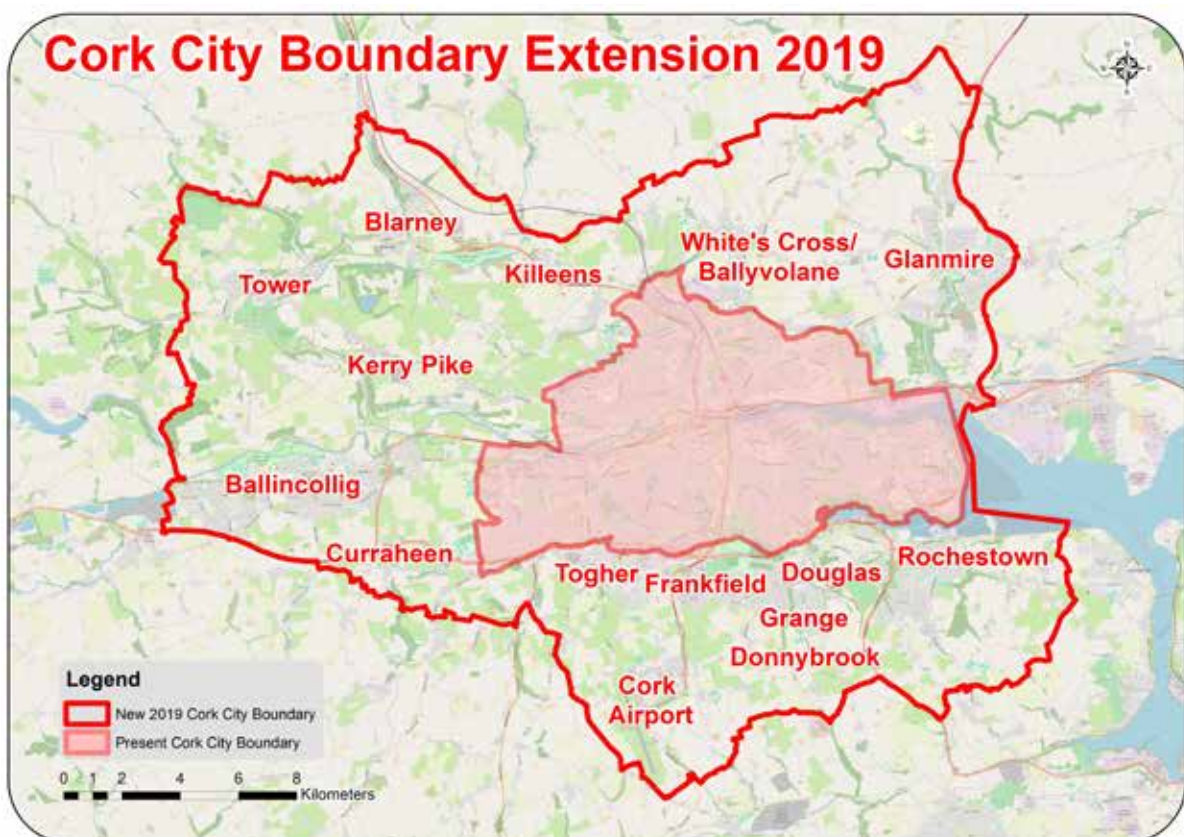 Cork City Boundary Extension 2019
Blarney
White's Cross/
Ballyvolane
Glanmire
Killeens
Tower
Kerry Pike
Ballincollig
Curraheen
Togher
Frankfield
Douglas
Rochestown
Grange
Donnybrook
Cork
Airport
Legend
New 2019 Cork City Boundary
Present Cork City Boundary
0 1 2 4 6 8
Kilometers